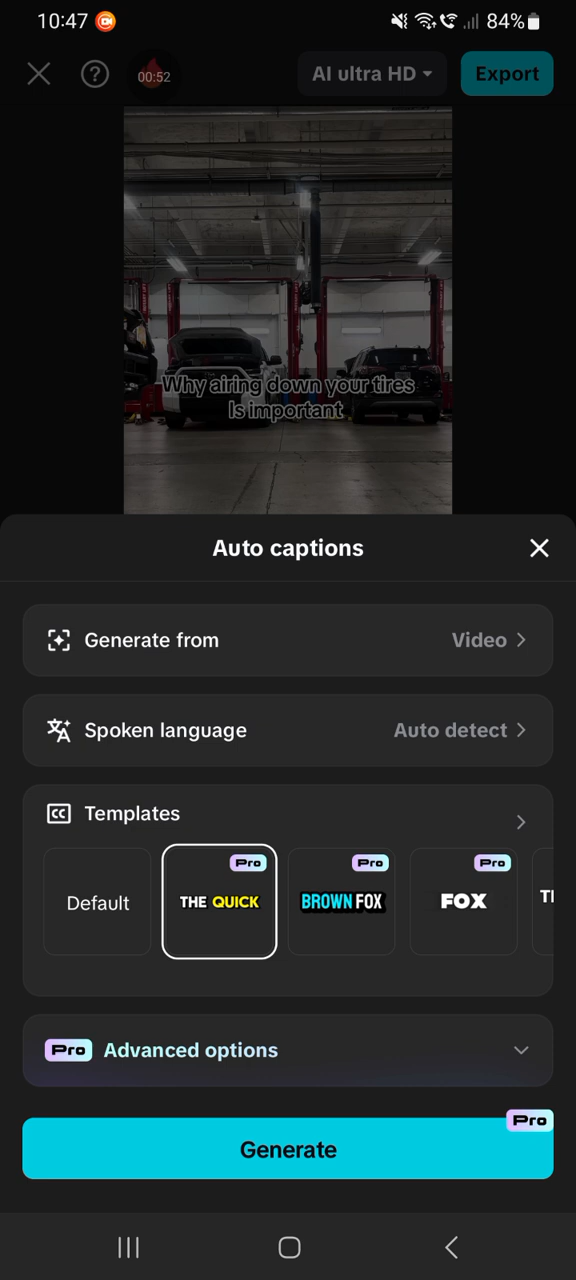 10:47
84%
00:52
AI ultra HD
Export
Why airing down your tires
Is important
Auto captions
Generate from
Video
Spoken language
Auto detect
CC Templates
Default
Pro
THE QUICK
Pro
BROWN FOX
Pro
FOX
Pro Advanced options
Pro
Generate